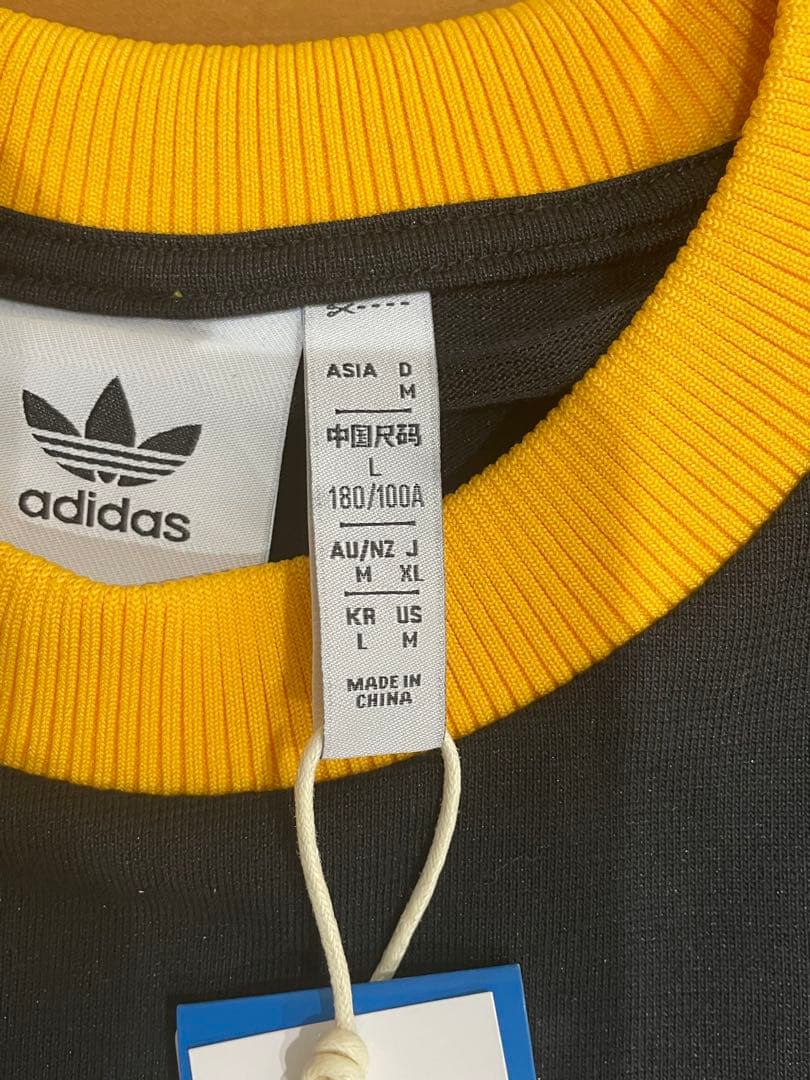 adidas
ASIA D
M
中国尺码
L
180/100A
AU/NZ J
M XL
KR US
L M
MADE IN
CHINA